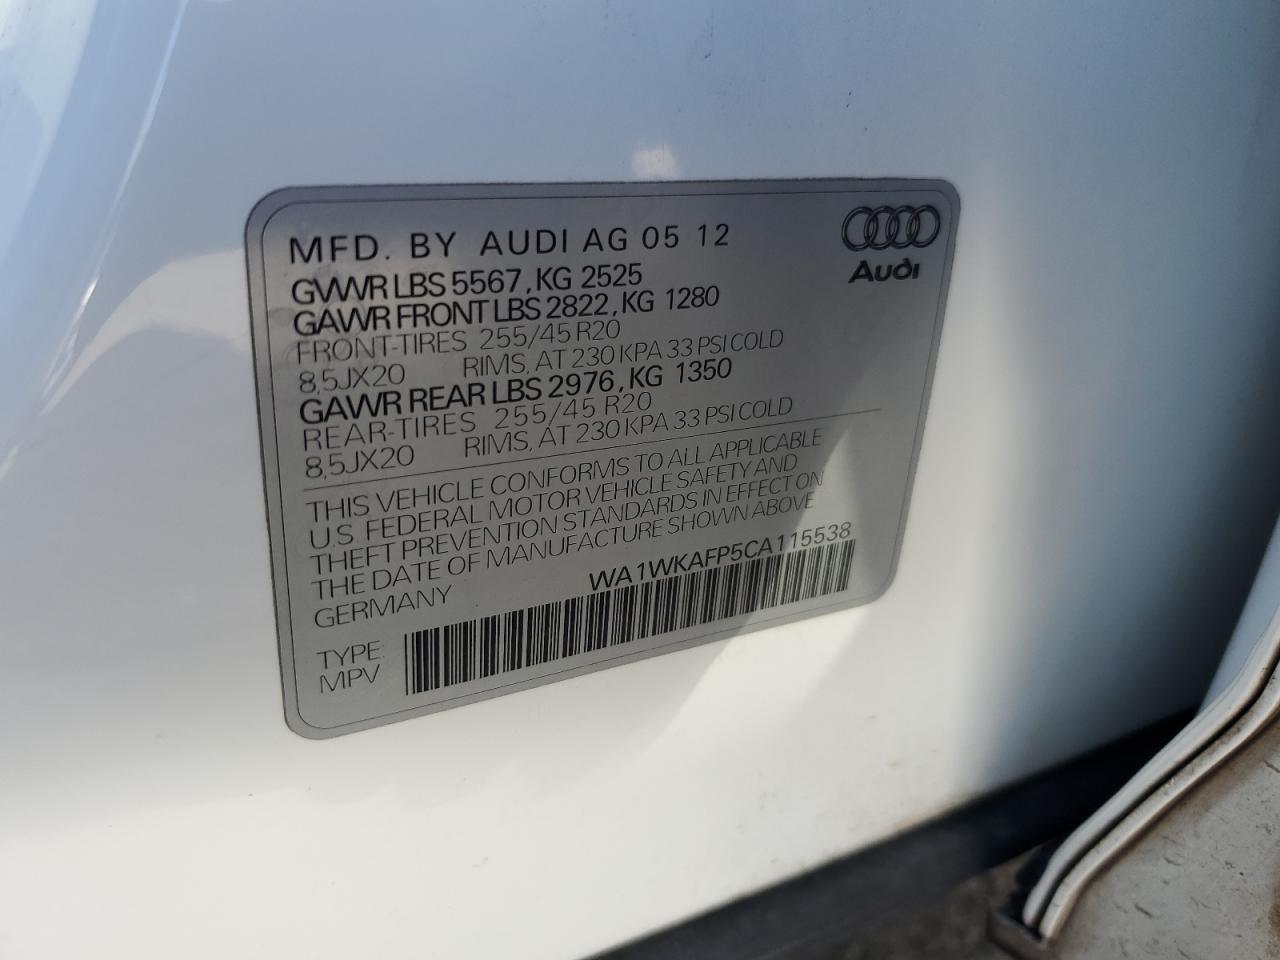 MFD. BY AUDI AG 05 12
Audi
GVWR LBS 5567, KG 2525
GAWR FRONT LBS 2822, KG 1280
FRONT-TIRES 255/45 R20
8,5JX20 RIMS, AT 230 KPA 33 PSI COLD
GAWR REAR LBS 2976, KG 1350
REAR-TIRES 255/45 R20
8,5JX20 RIMS, AT 230 KPA 33 PSI COLD
THIS VEHICLE CONFORMS TO ALL APPLICABLE
U.S. FEDERAL MOTOR VEHICLE SAFETY AND
THEFT PREVENTION STANDARDS IN EFFECT ON
THE DATE OF MANUFACTURE SHOWN ABOVE
GERMANY WA1WKAFP5CA115538
TYPE:
MPV